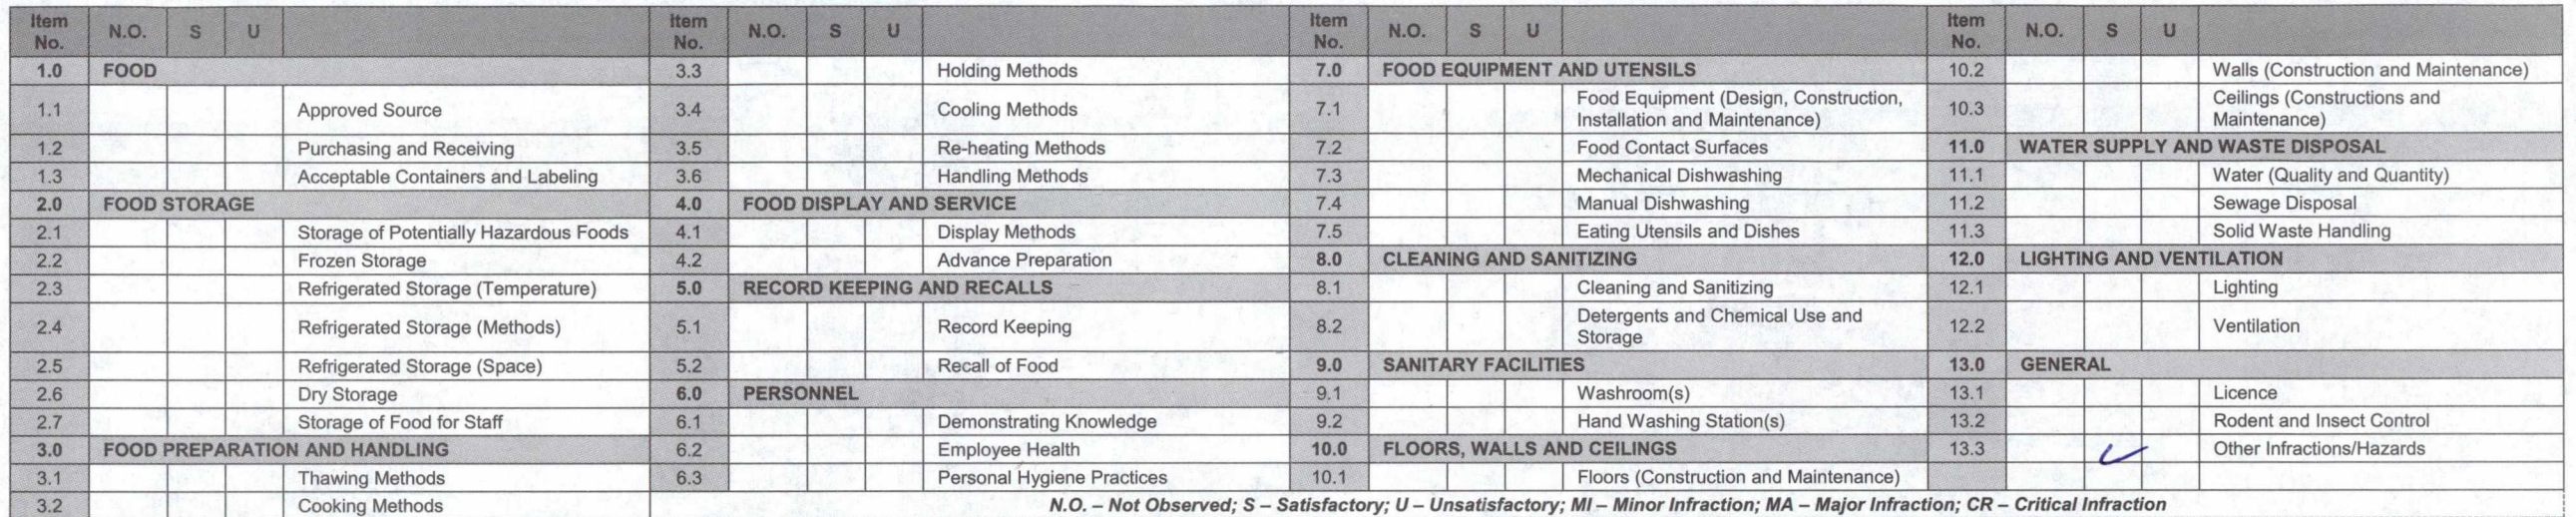 Item No. N.O. S U
1.0 FOOD
1.1 Approved Source
1.2 Purchasing and Receiving
1.3 Acceptable Containers and Labeling
2.0 FOOD STORAGE
2.1 Storage of Potentially Hazardous Foods
2.2 Frozen Storage
2.3 Refrigerated Storage (Temperature)
2.4 Refrigerated Storage (Methods)
2.5 Refrigerated Storage (Space)
2.6 Dry Storage
2.7 Storage of Food for Staff
3.0 FOOD PREPARATION AND HANDLING
3.1 Thawing Methods
3.2 Cooking Methods
Item No. N.O. S U
3.3 Holding Methods
3.4 Cooling Methods
3.5 Re-heating Methods
3.6 Handling Methods
4.0 FOOD DISPLAY AND SERVICE
4.1 Display Methods
4.2 Advance Preparation
5.0 RECORD KEEPING AND RECALLS
5.1 Record Keeping
5.2 Recall of Food
6.0 PERSONNEL
6.1 Demonstrating Knowledge
6.2 Employee Health
6.3 Personal Hygiene Practices
Item No. N.O. S U
7.0 FOOD EQUIPMENT AND UTENSILS
7.1 Food Equipment (Design, Construction,
Installation and Maintenance)
7.2 Food Contact Surfaces
7.3 Mechanical Dishwashing
7.4 Manual Dishwashing
7.5 Eating Utensils and Dishes
8.0 CLEANING AND SANITIZING
8.1 Cleaning and Sanitizing
8.2 Detergents and Chemical Use and
Storage
9.0 SANITARY FACILITIES
9.1 Washroom(s)
9.2 Hand Washing Station(s)
10.0 FLOORS, WALLS AND CEILINGS
10.1 Floors (Construction and Maintenance)
Item No. N.O. S U
10.2 Walls (Construction and Maintenance)
10.3 Ceilings (Constructions and
Maintenance)
11.0 WATER SUPPLY AND WASTE DISPOSAL
11.1 Water (Quality and Quantity)
11.2 Sewage Disposal
11.3 Solid Waste Handling
12.0 LIGHTING AND VENTILATION
12.1 Lighting
12.2 Ventilation
13.0 GENERAL
13.1 Licence
13.2 Rodent and Insect Control
13.3 ✓ Other Infractions/Hazards
N.O. – Not Observed; S – Satisfactory; U – Unsatisfactory; MI – Minor Infraction; MA – Major Infraction; CR – Critical Infraction